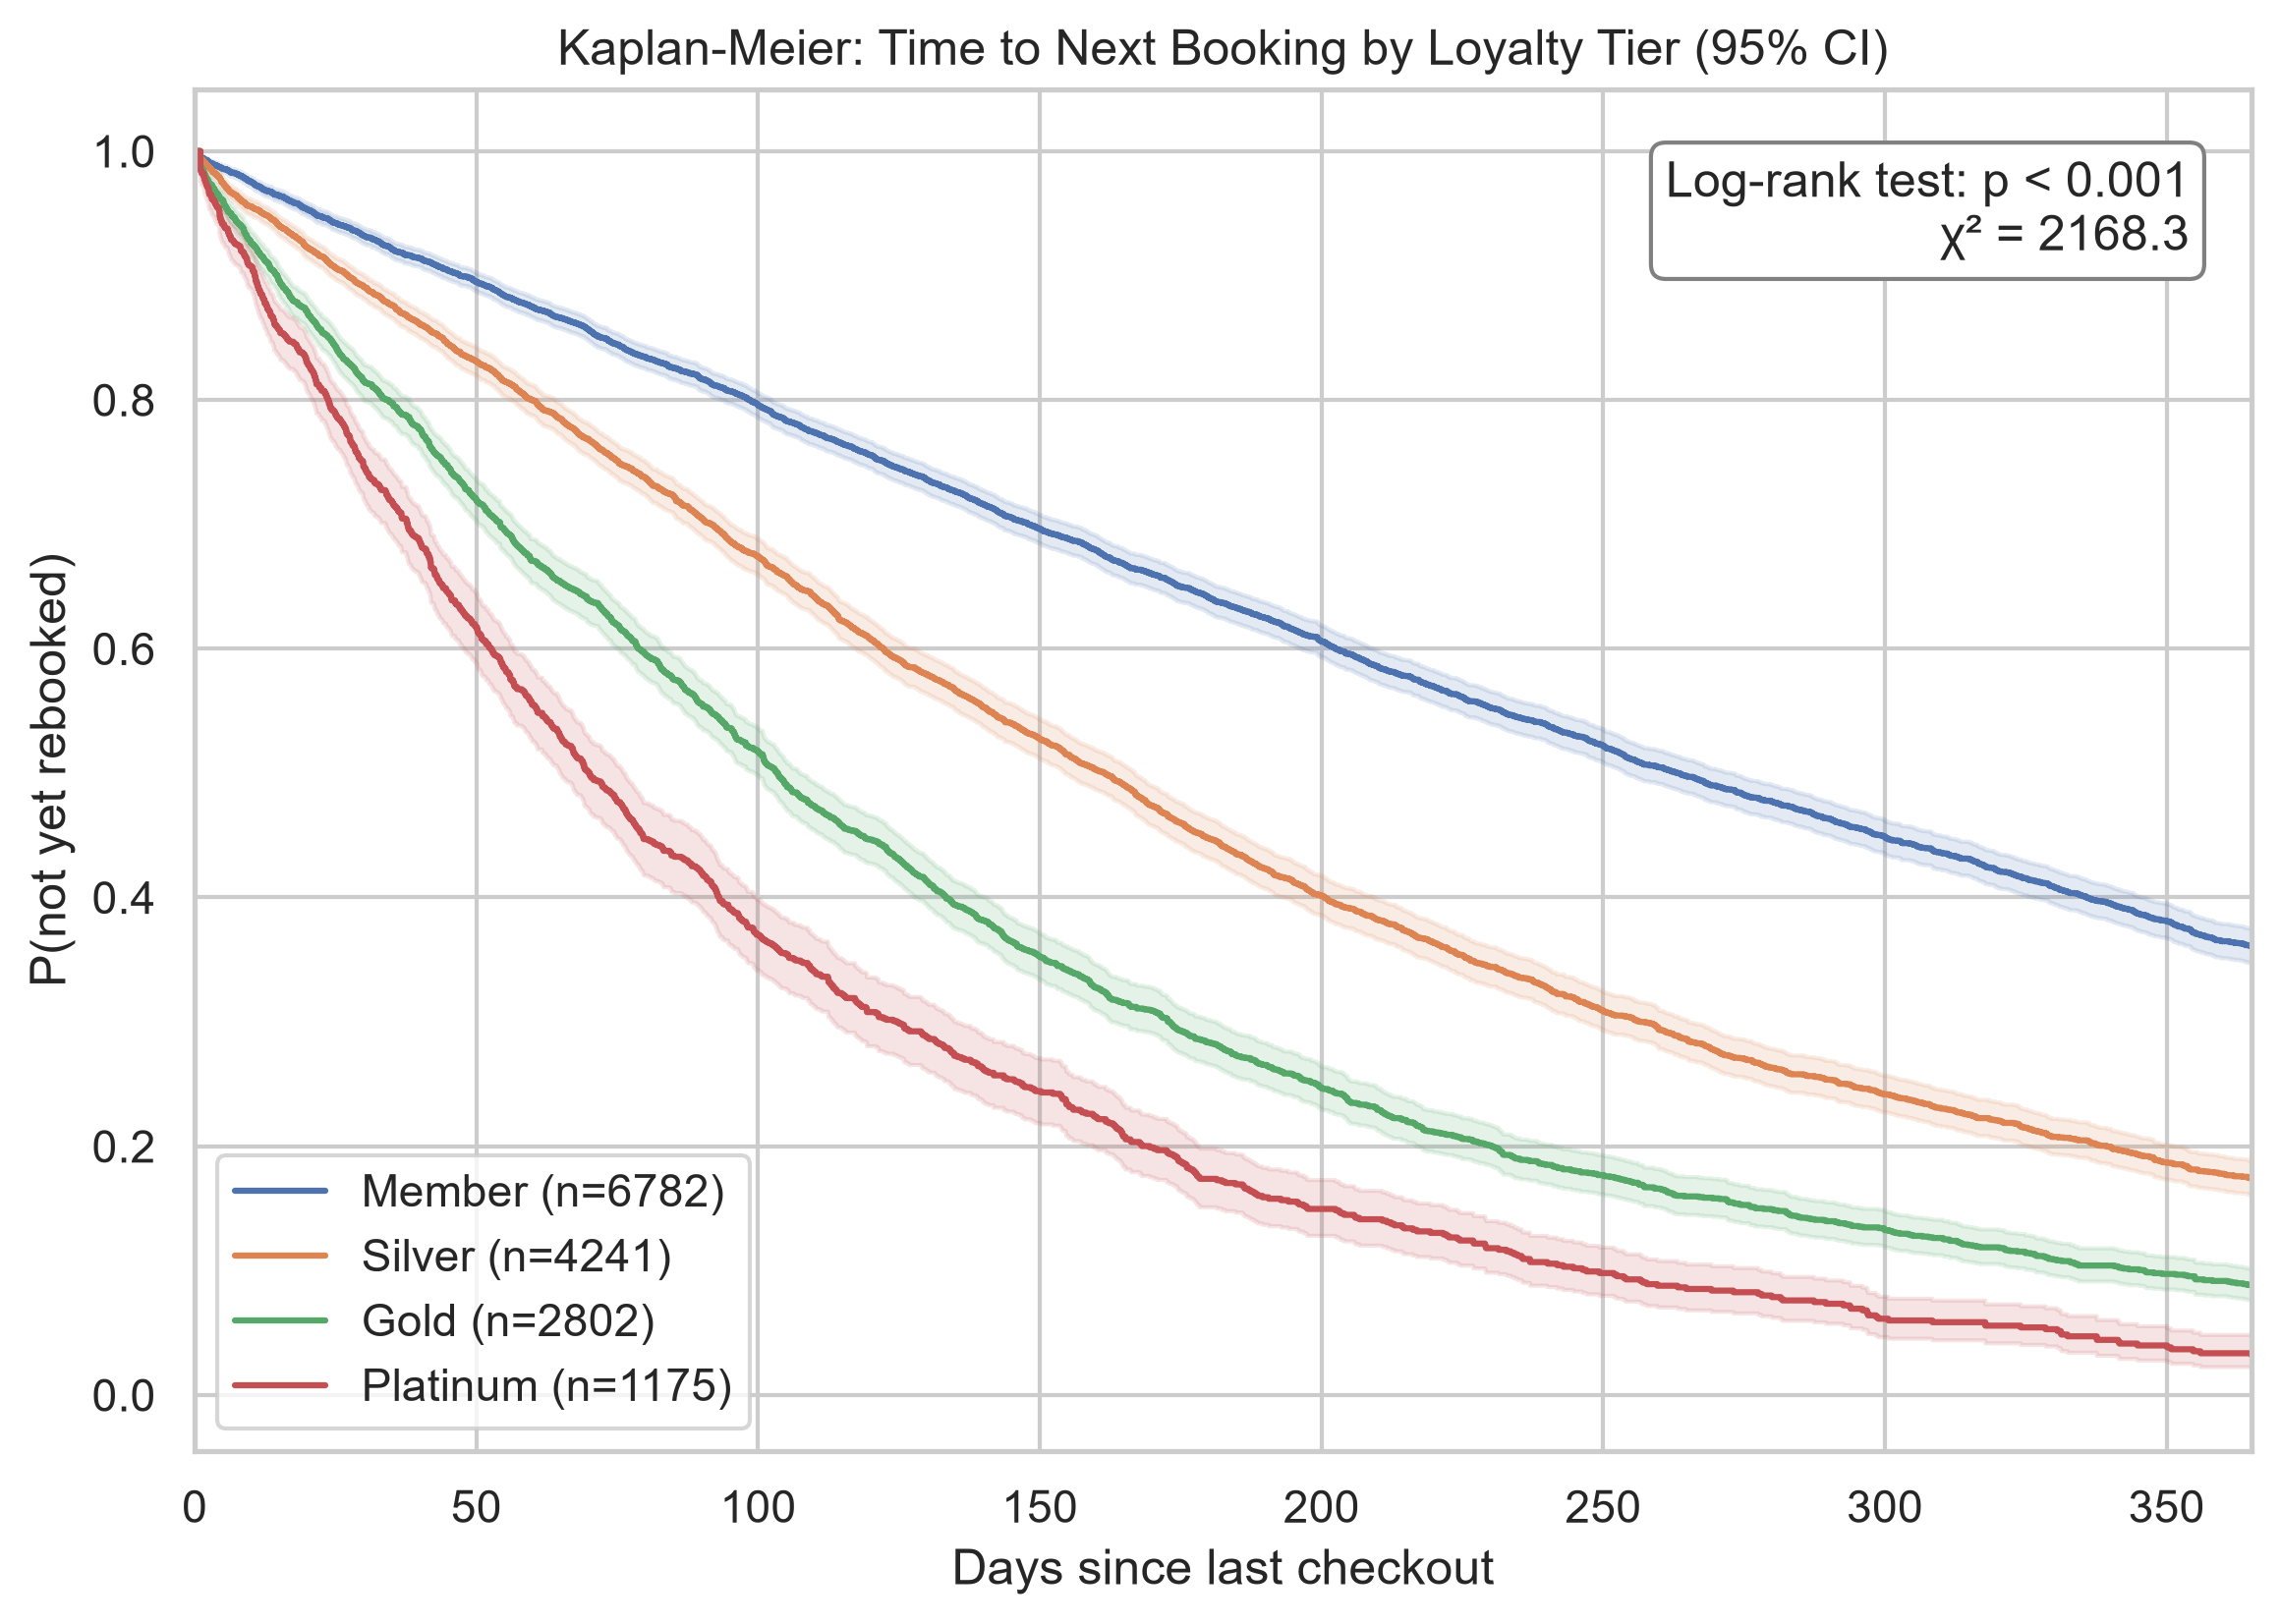 Kaplan-Meier: Time to Next Booking by Loyalty Tier (95% CI)
Log-rank test: p < 0.001
χ² = 2168.3
P(not yet rebooked)
1.0
0.8
0.6
0.4
0.2
0.0
Member (n=6782)
Silver (n=4241)
Gold (n=2802)
Platinum (n=1175)
0 50 100 150 200 250 300 350
Days since last checkout